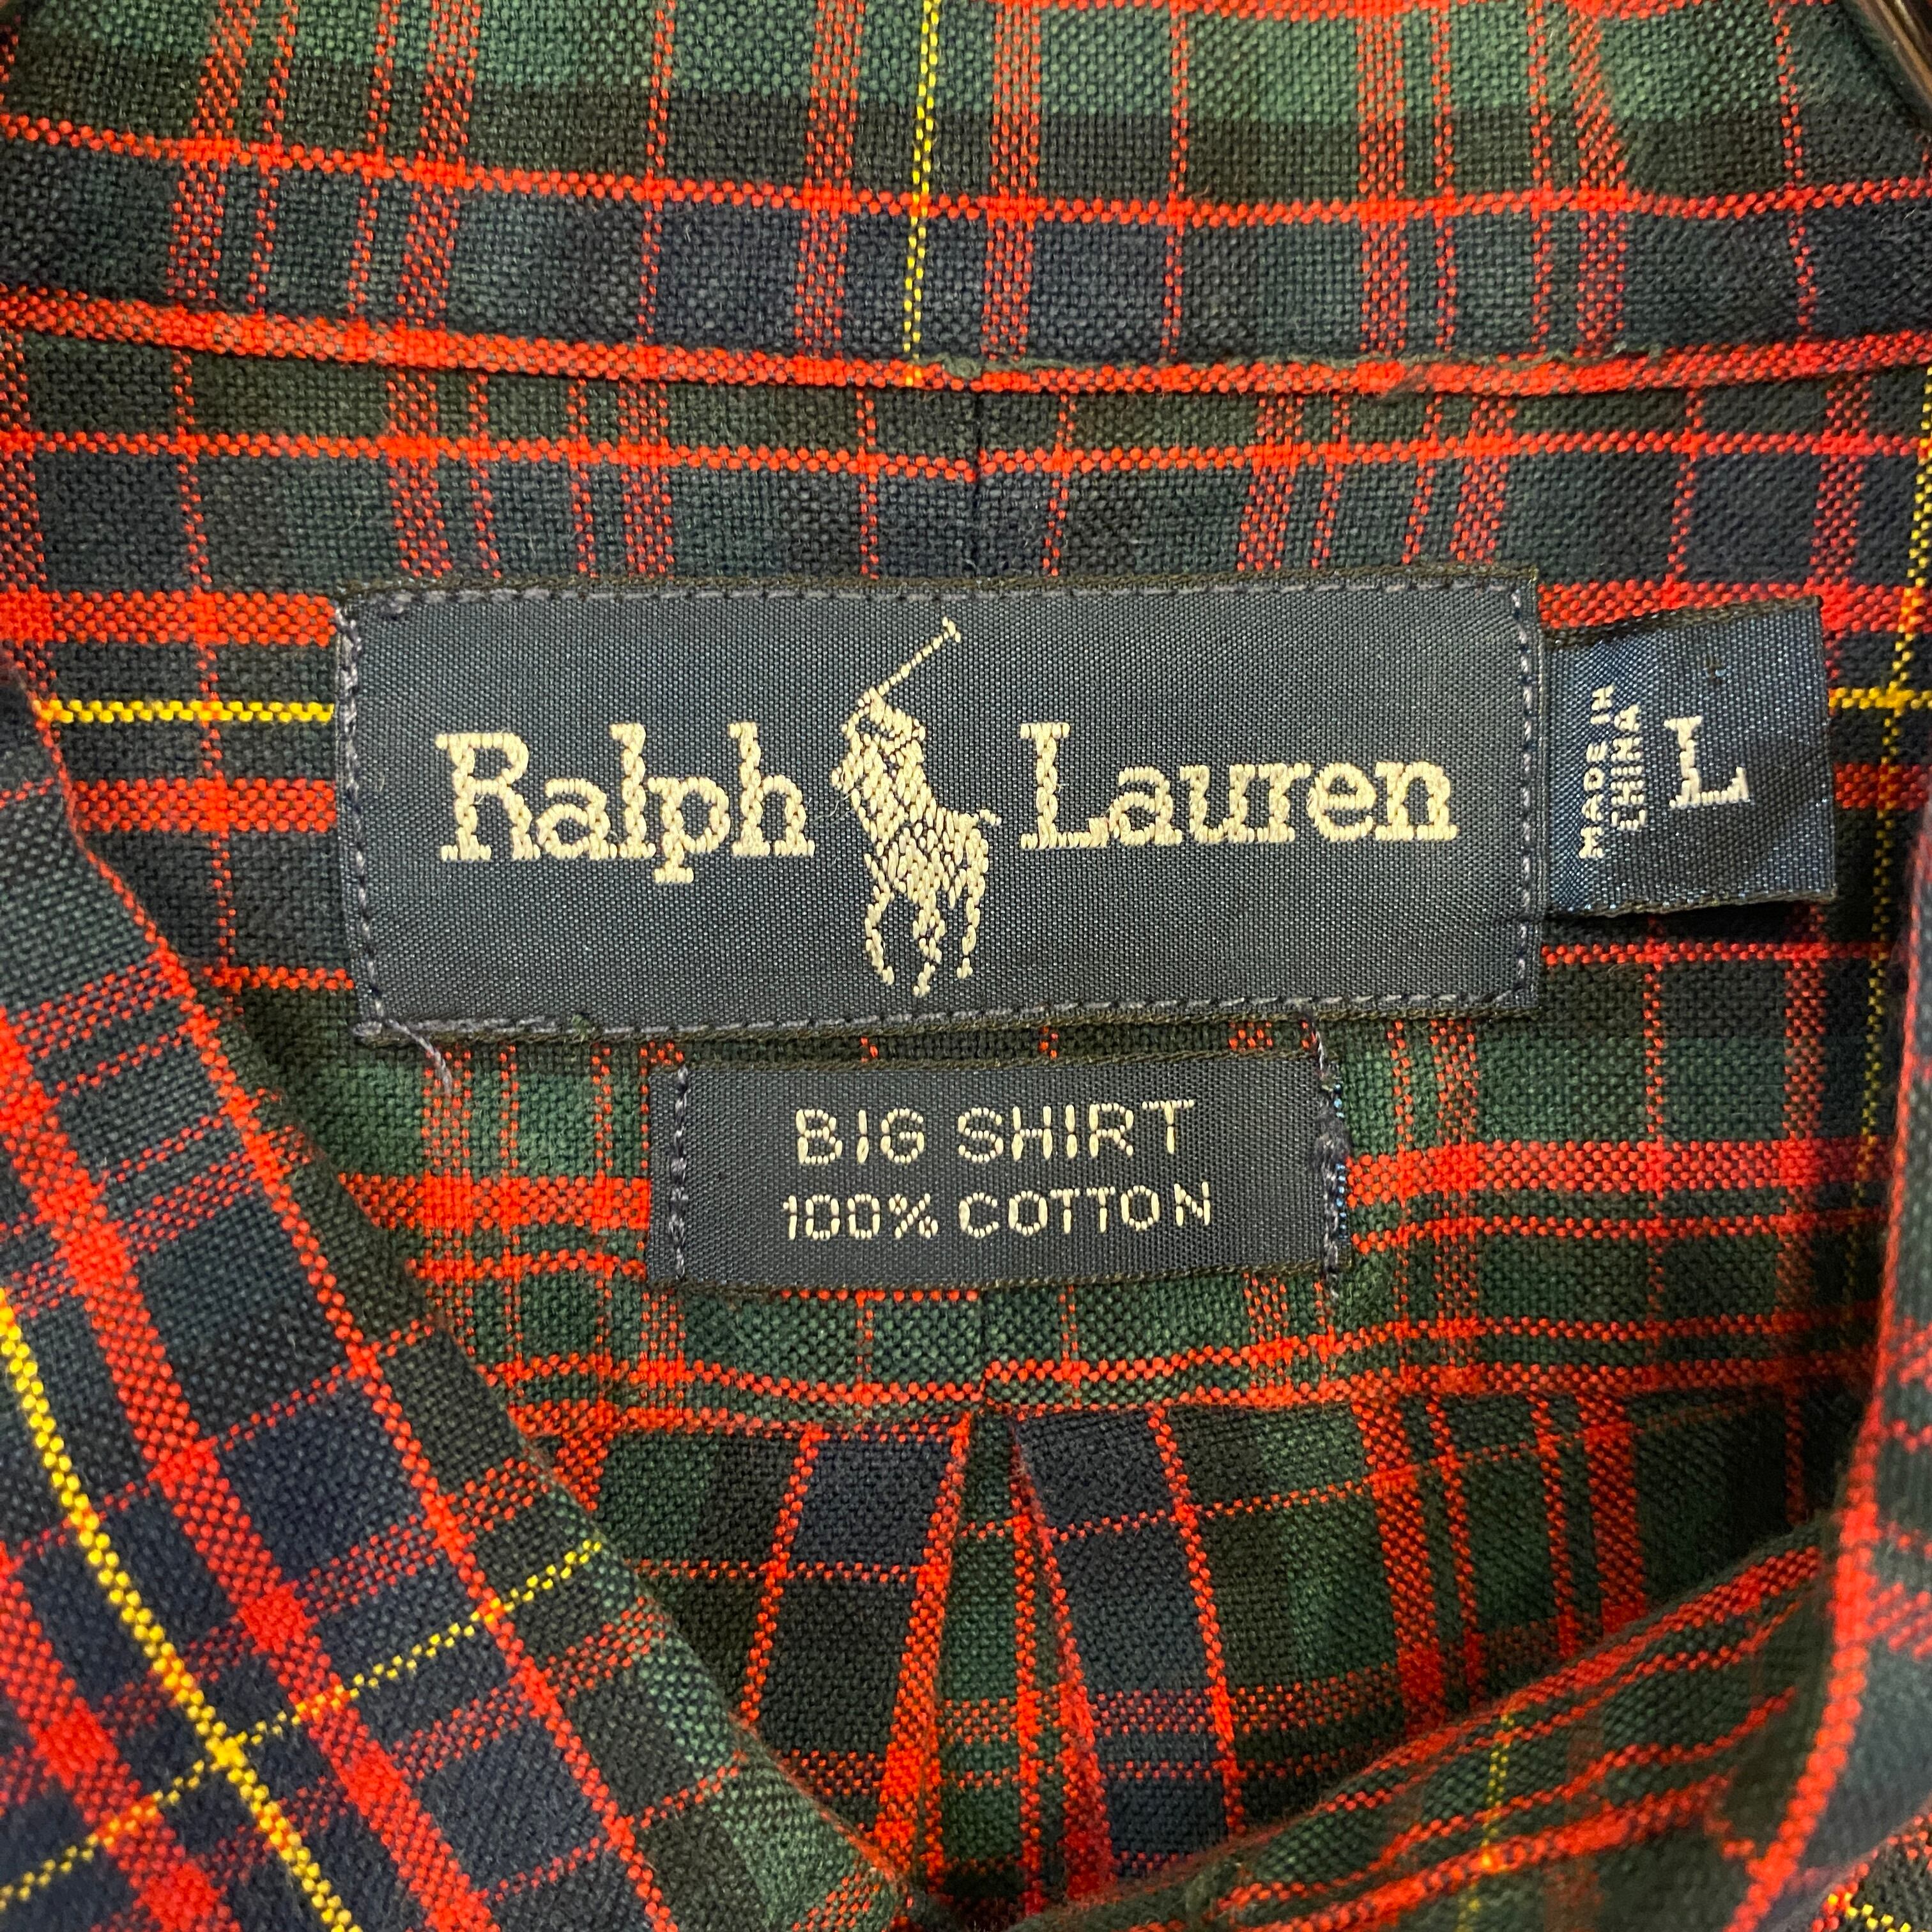 Ralph Lauren
MADE IN
CHINA
L
BIG SHIRT
100% COTTON